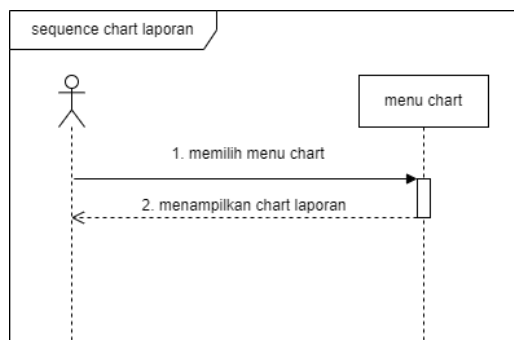 sequence chart laporan
menu chart
1. memilih menu chart
2. menampilkan chart laporan